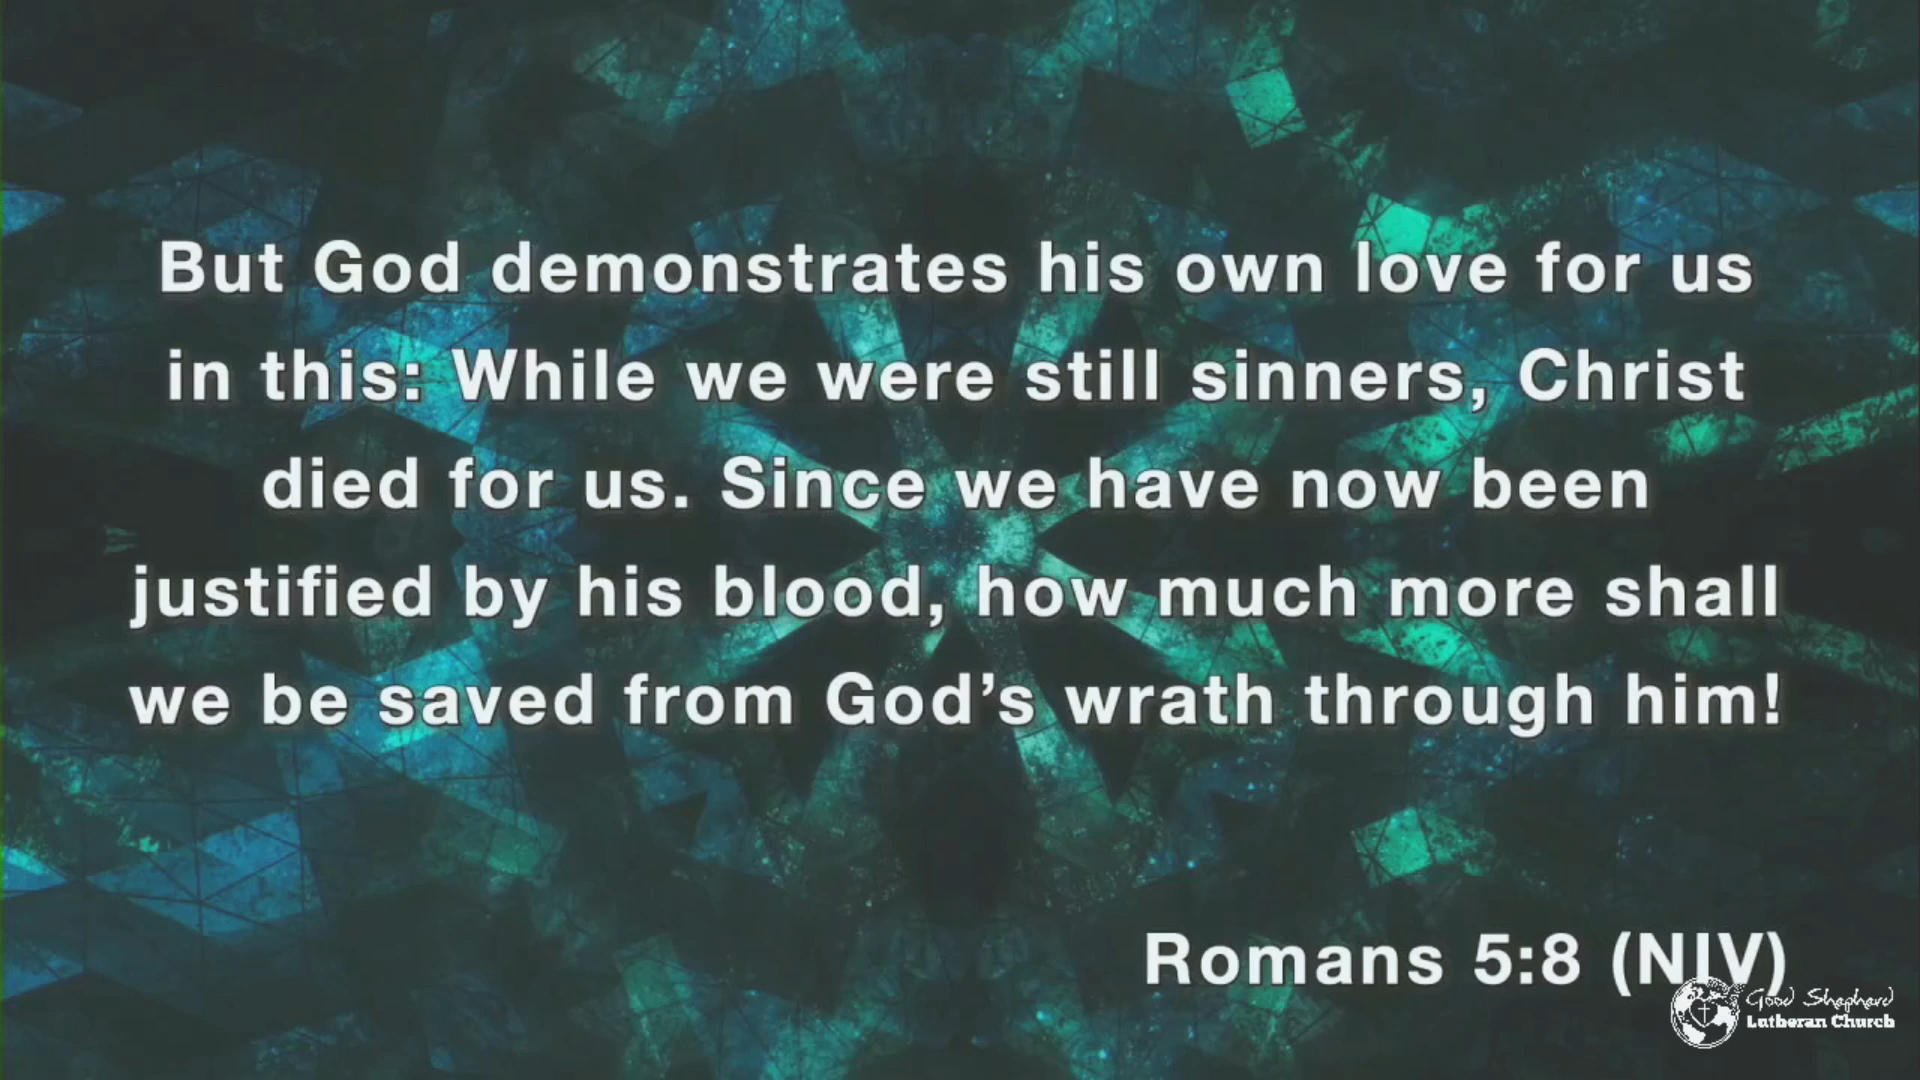 But God demonstrates his own love for us
in this: While we were still sinners, Christ
died for us. Since we have now been
justified by his blood, how much more shall
we be saved from God’s wrath through him!
Romans 5:8 (NIV)
Good Shepherd
Lutheran Church